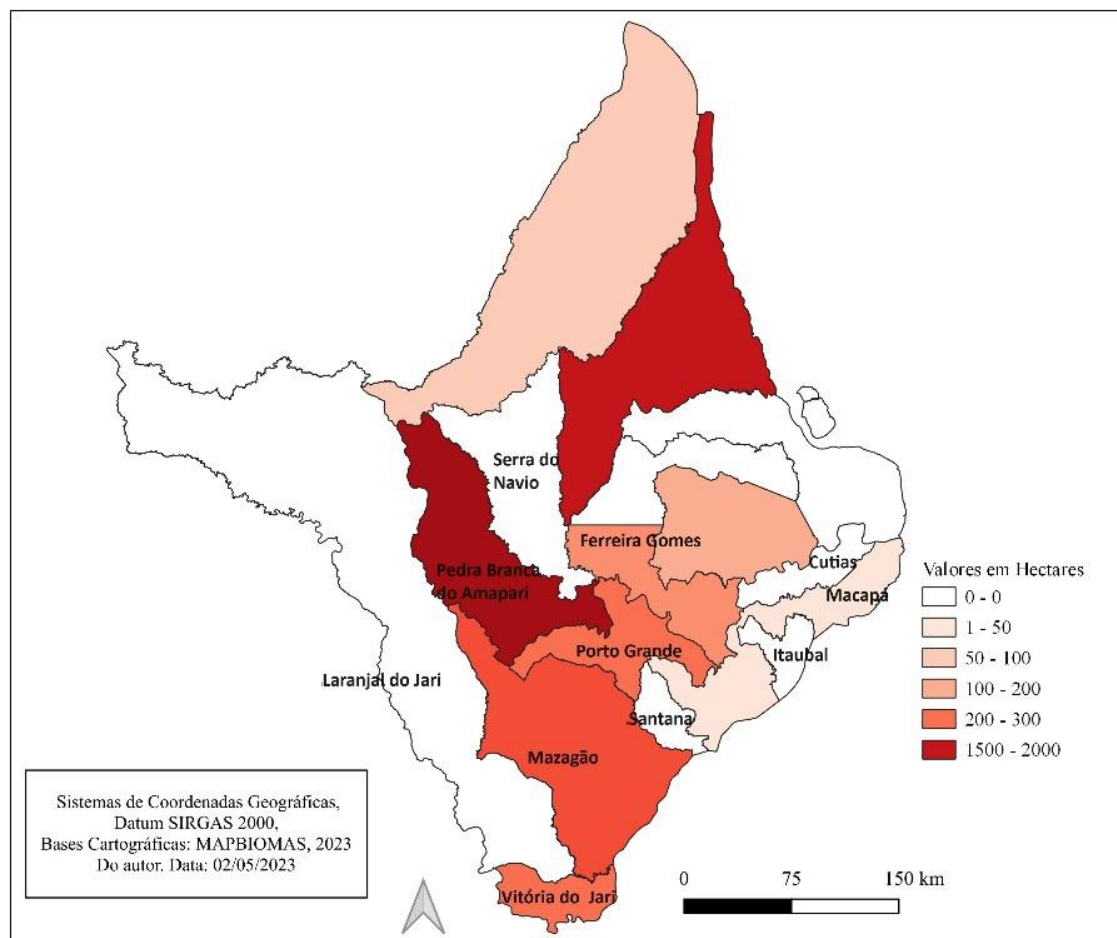 Serra do
Navio
Ferreira Gomes
Pedra Branca
do Amapari
Cutias
Macapá
Porto Grande
Itaubal
Laranjal do Jari
Santana
Mazagão
Vitória do Jari
Valores em Hectares
0 - 0
1 - 50
50 - 100
100 - 200
200 - 300
1500 - 2000
Sistemas de Coordenadas Geográficas,
Datum SIRGAS 2000,
Bases Cartográficas: MAPBIOMAS, 2023
Do autor. Data: 02/05/2023
0 75 150 km